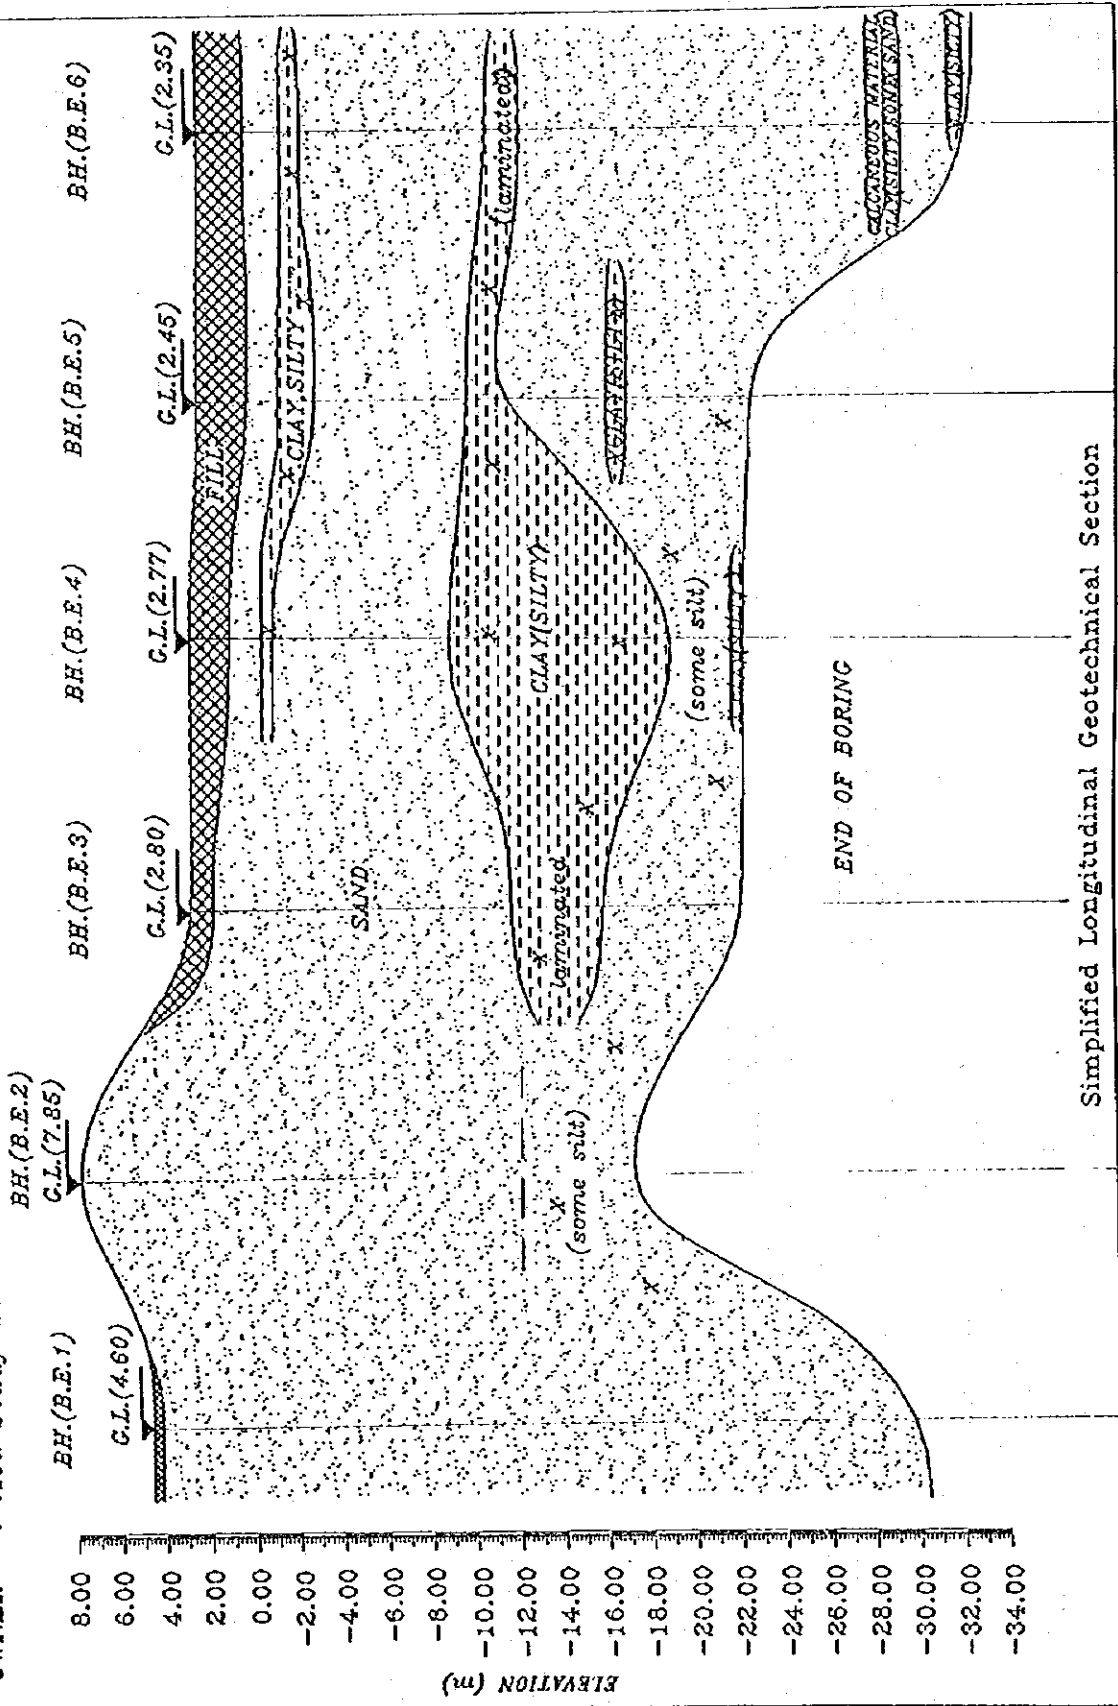 BH.(B.E.1)
G.L.(4.60)
BH.(B.E.2)
G.L.(7.85)
BH.(B.E.3)
G.L.(2.80)
BH.(B.E.4)
G.L.(2.77)
BH.(B.E.5)
G.L.(2.45)
BH.(B.E.6)
G.L.(2.35)
ELEVATION (m)
8.00
6.00
4.00
2.00
0.00
-2.00
-4.00
-6.00
-8.00
-10.00
-12.00
-14.00
-16.00
-18.00
-20.00
-22.00
-24.00
-26.00
-28.00
-30.00
-32.00
-34.00
FILL
CLAY,SILTY
SAND
(laminated)
CLAY(SILTY)
laminated
(some silt)
(some silt)
CALCANEOUS MATERIAL
CLAY(SILTY)
END OF BORING
Simplified Longitudinal Geotechnical Section